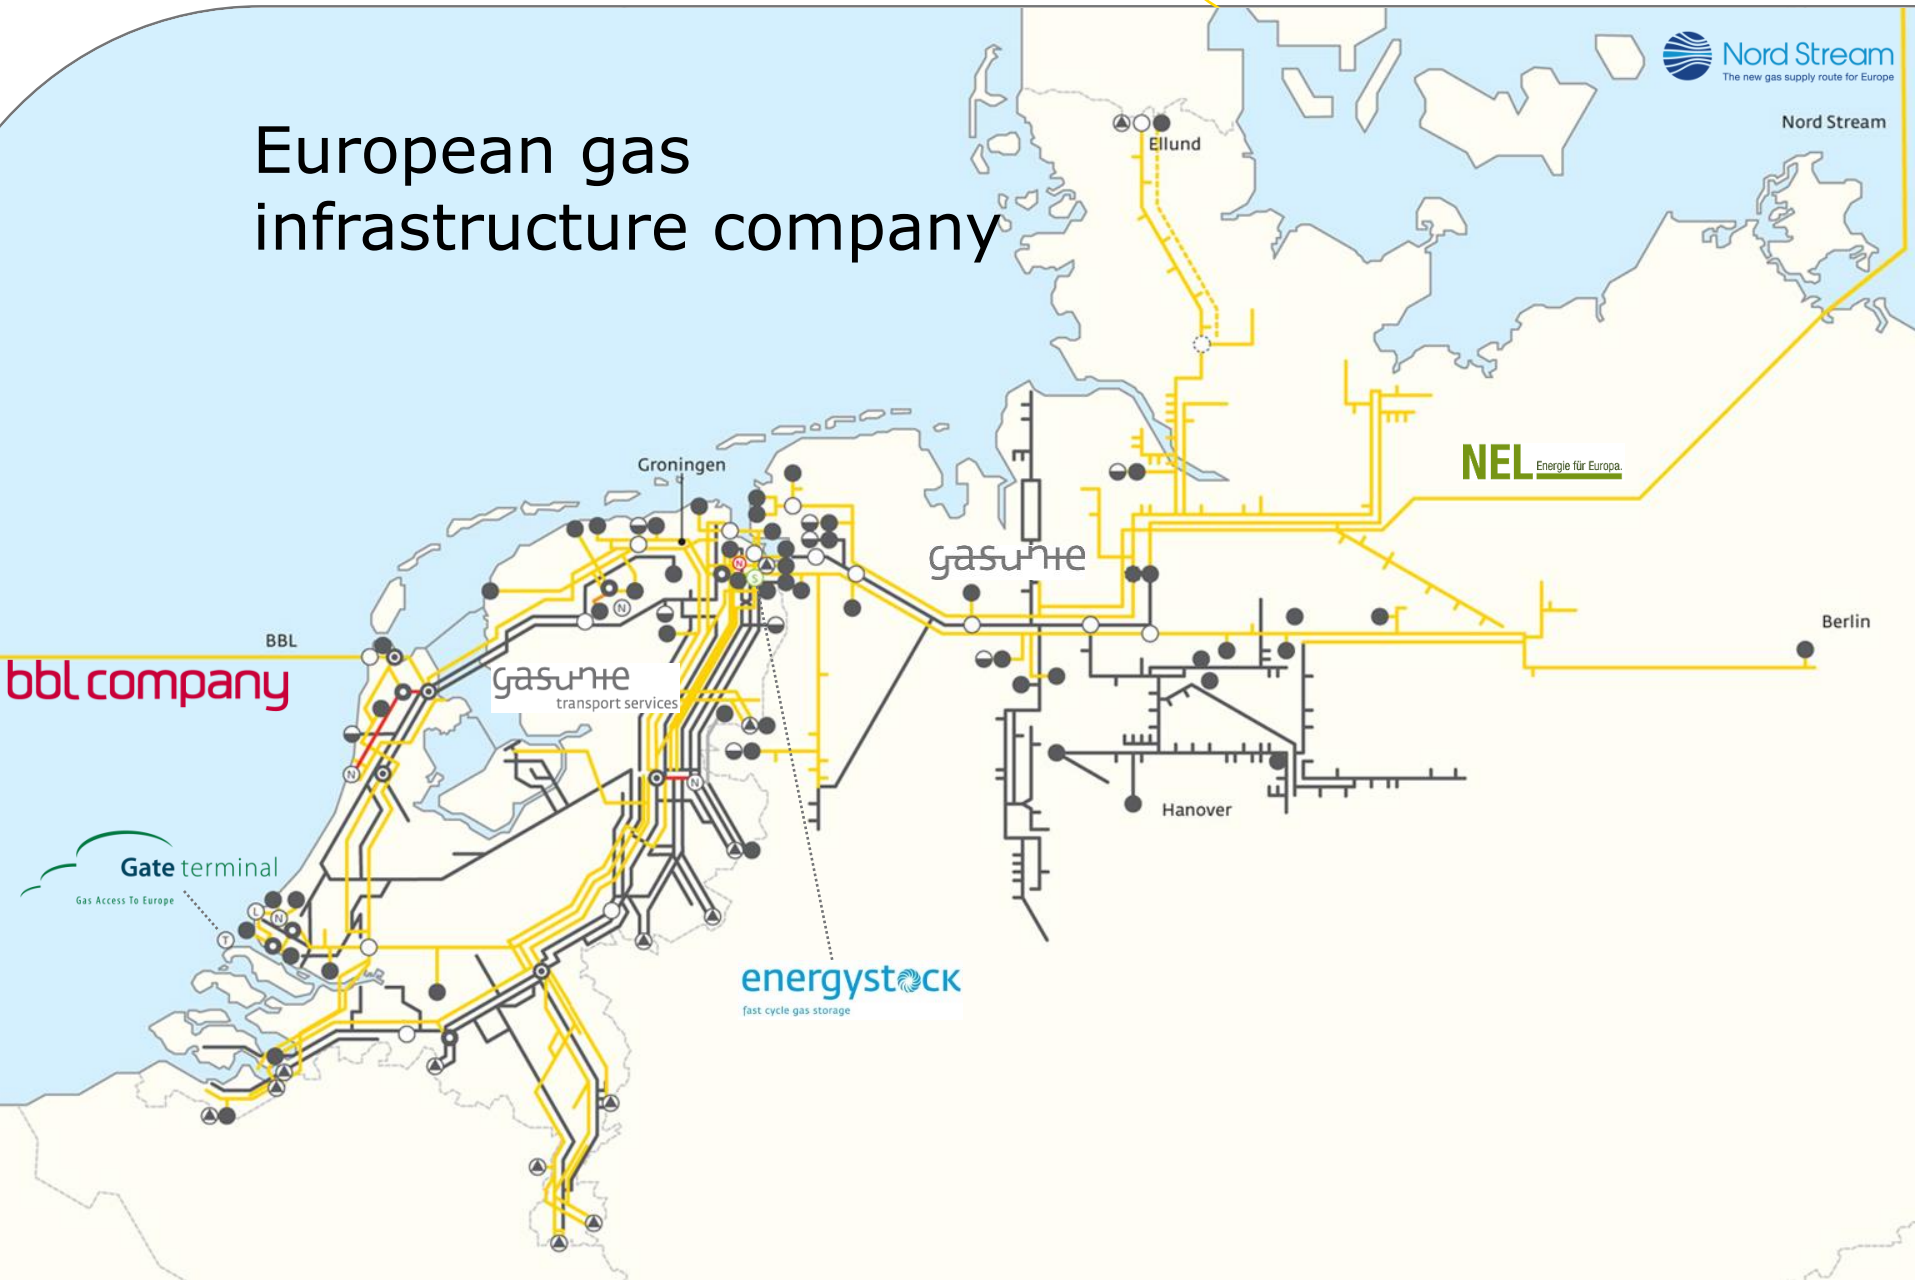 Nord Stream
The new gas supply route for Europe
Nord Stream
European gas
infrastructure company
Ellund
Groningen
NEL Energie für Europa.
gasunie
BBL
bbl company
gasunie
transport services
Berlin
Hanover
Gate terminal
Gas Access To Europe
energystock
fast cycle gas storage
N
S
N
N
N
L
N
T